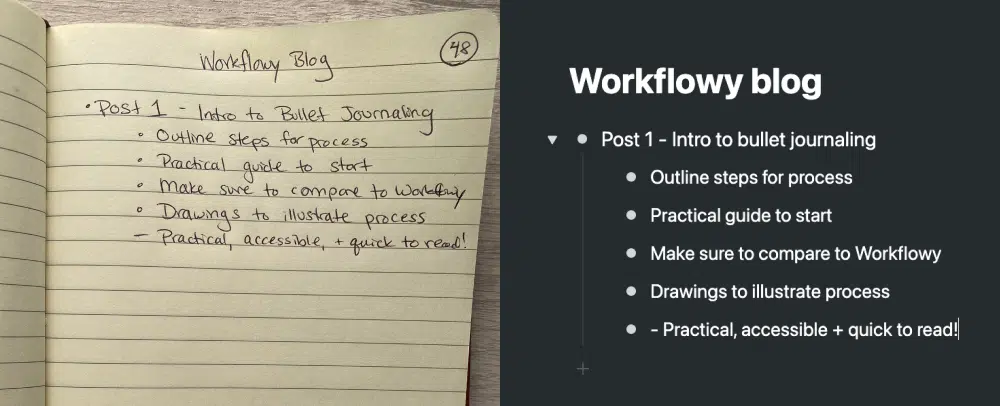 Workflowy Blog
48
• Post 1 - Intro to Bullet Journaling
• Outline steps for process
• Practical guide to start
• Make sure to compare to Workflowy
• Drawings to illustrate process
– Practical, accessible, + quick to read!
Workflowy blog
Post 1 - Intro to bullet journaling
Outline steps for process
Practical guide to start
Make sure to compare to Workflowy
Drawings to illustrate process
- Practical, accessible + quick to read!